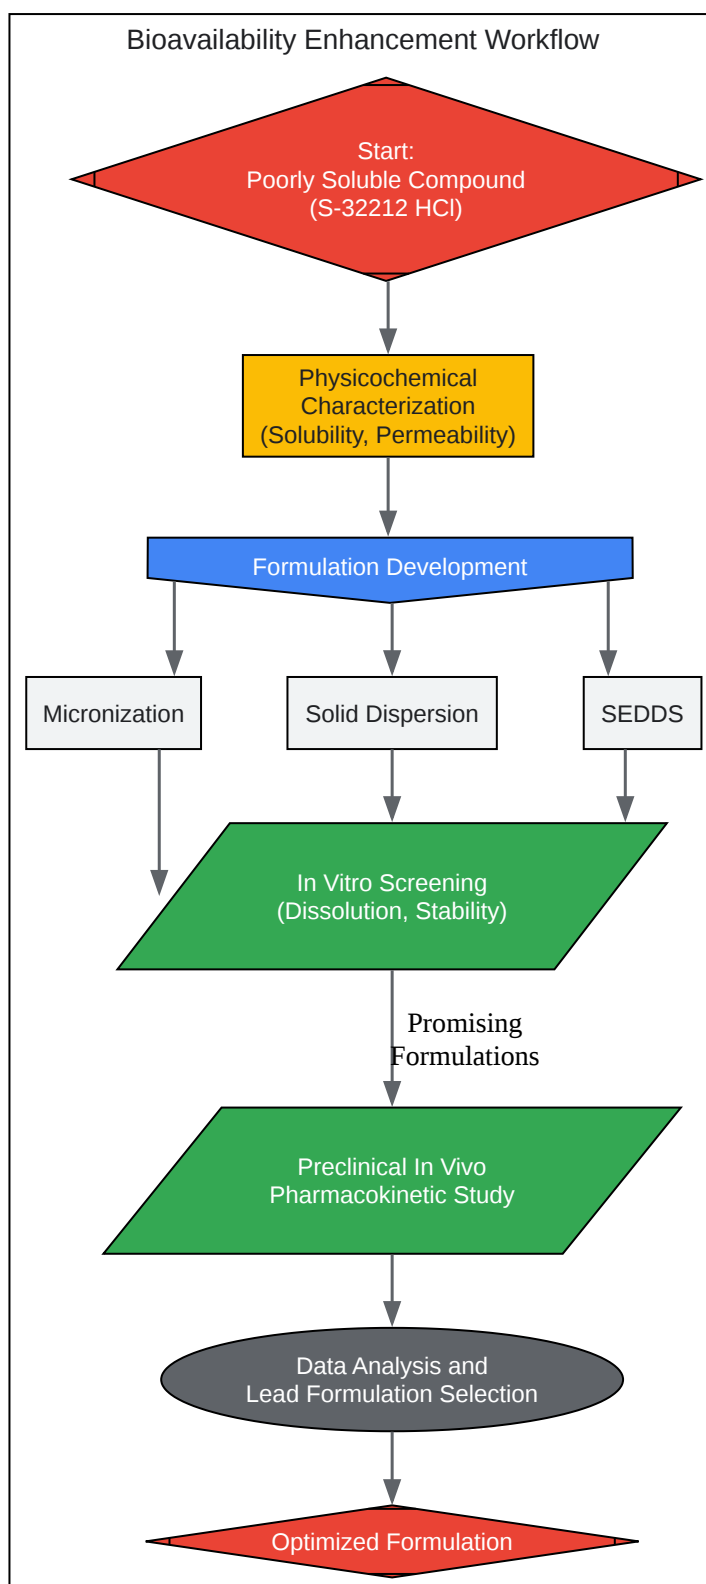 Bioavailability Enhancement Workflow
Start:
Poorly Soluble Compound
(S-32212 HCl)
Physicochemical
Characterization
(Solubility, Permeability)
Formulation Development
Micronization
Solid Dispersion
SEDDS
In Vitro Screening
(Dissolution, Stability)
Promising
Formulations
Preclinical In Vivo
Pharmacokinetic Study
Data Analysis and
Lead Formulation Selection
Optimized Formulation